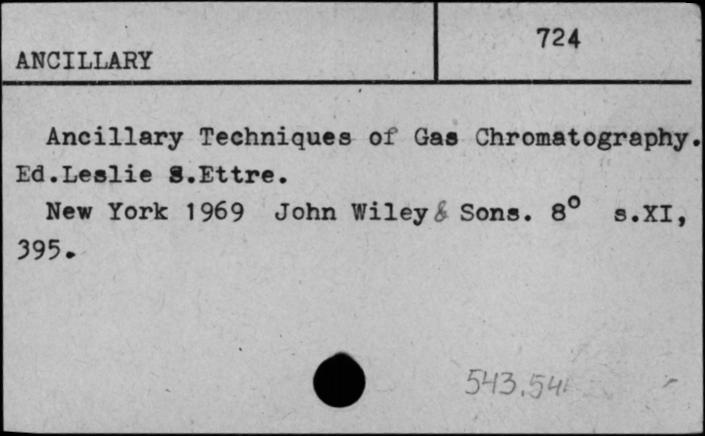 724
ANCILLARY
Ancillary Techniques of Gas Chromatography.
Ed.Leslie S.Ettre.
New York 1969 John Wiley & Sons. 8° s.XI,
395.
543.54